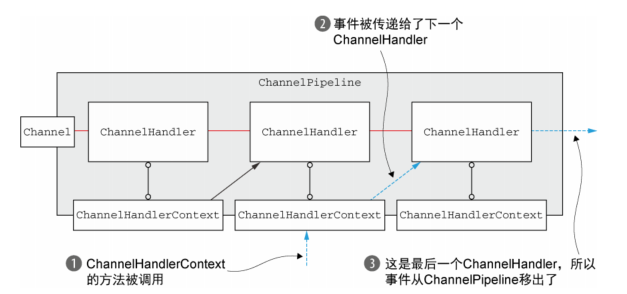 ❷ 事件被传递给了下一个
ChannelHandler
ChannelPipeline
Channel
ChannelHandler
ChannelHandler
ChannelHandler
ChannelHandlerContext
ChannelHandlerContext
ChannelHandlerContext
❶ ChannelHandlerContext
的方法被调用
❸ 这是最后一个ChannelHandler，所以
事件从ChannelPipeline移出了